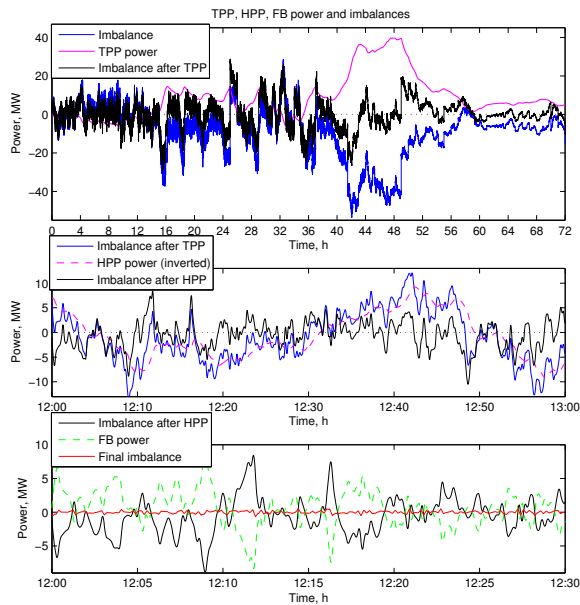 TPP, HPP, FB power and imbalances
Imbalance
TPP power
Imbalance after TPP
Power, MW
40
20
0
−20
−40
0 4 8 12 16 20 24 28 32 36 40 44 48 52 56 60 64 68 72
Time, h
Imbalance after TPP
HPP power (inverted)
Imbalance after HPP
Power, MW
10
5
0
−5
−10
12:00 12:10 12:20 12:30 12:40 12:50 13:00
Time, h
Imbalance after HPP
FB power
Final imbalance
Power, MW
10
5
0
−5
12:00 12:05 12:10 12:15 12:20 12:25 12:30
Time, h